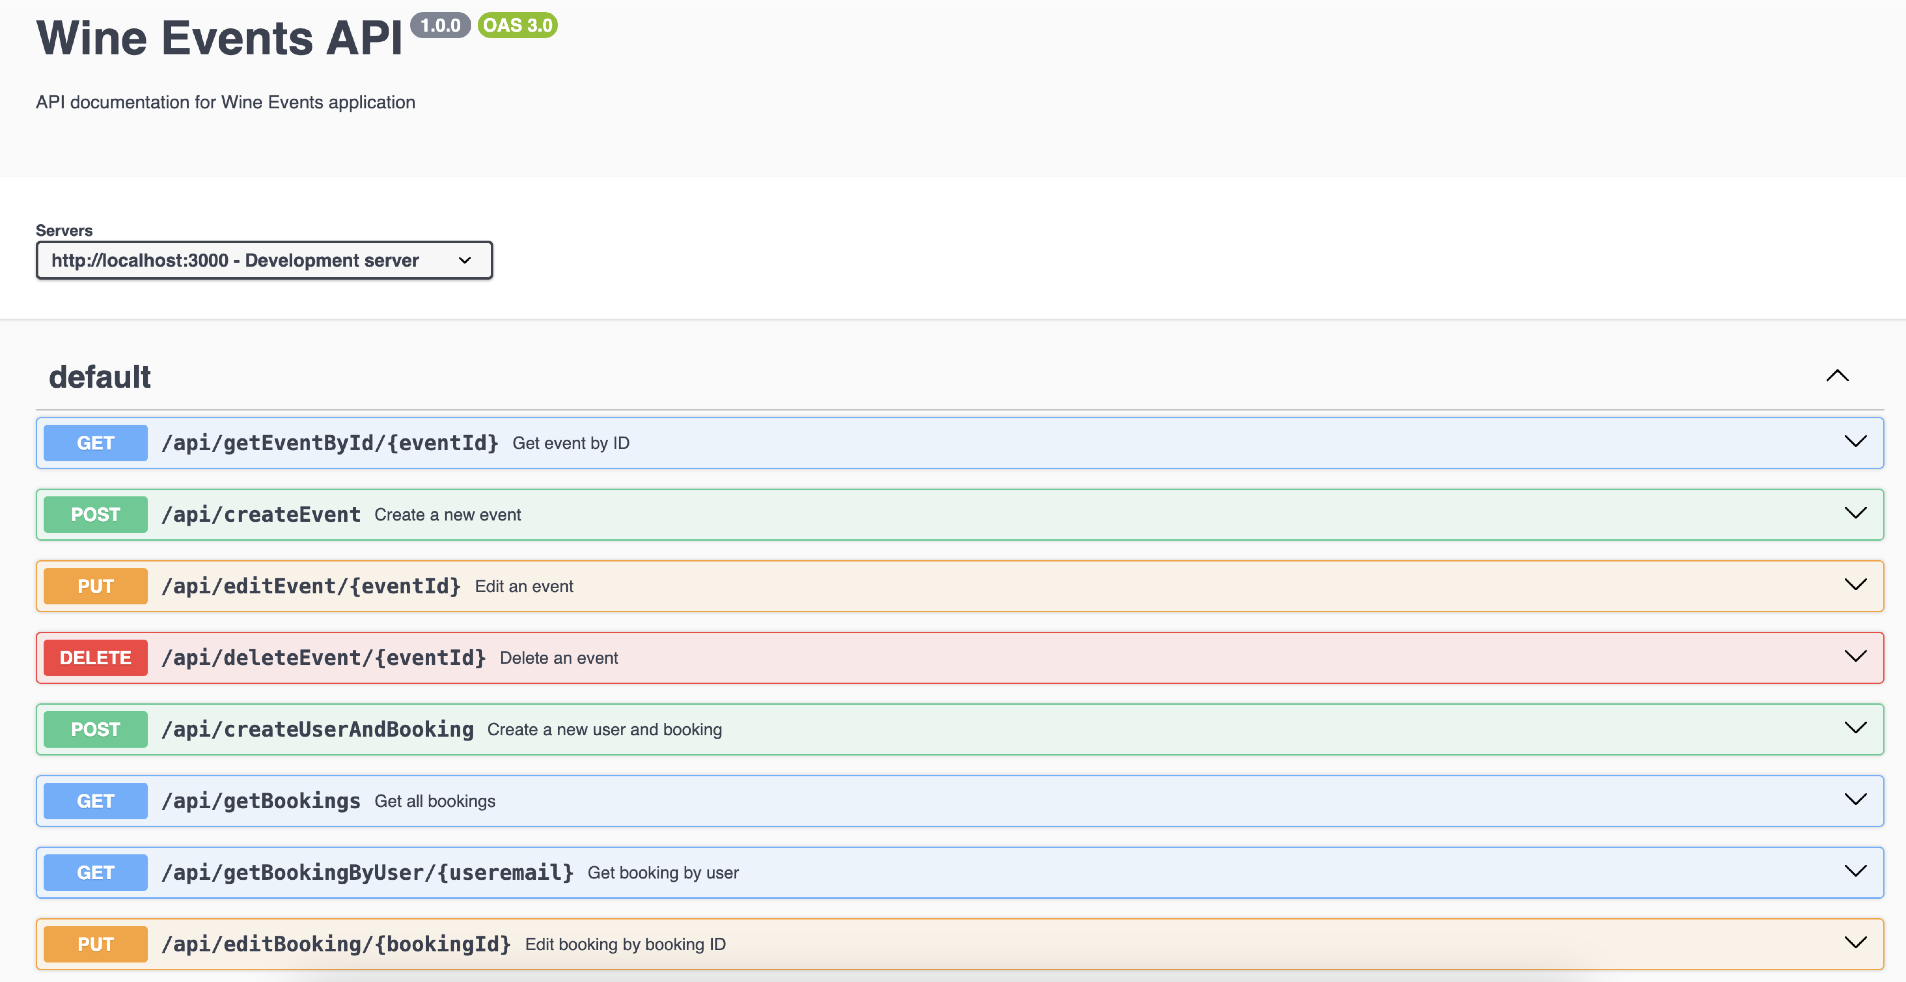 Wine Events API 1.0.0 OAS 3.0
API documentation for Wine Events application
Servers
http://localhost:3000 - Development server
default
GET /api/getEventById/{eventId} Get event by ID
POST /api/createEvent Create a new event
PUT /api/editEvent/{eventId} Edit an event
DELETE /api/deleteEvent/{eventId} Delete an event
POST /api/createUserAndBooking Create a new user and booking
GET /api/getBookings Get all bookings
GET /api/getBookingByUser/{useremail} Get booking by user
PUT /api/editBooking/{bookingId} Edit booking by booking ID